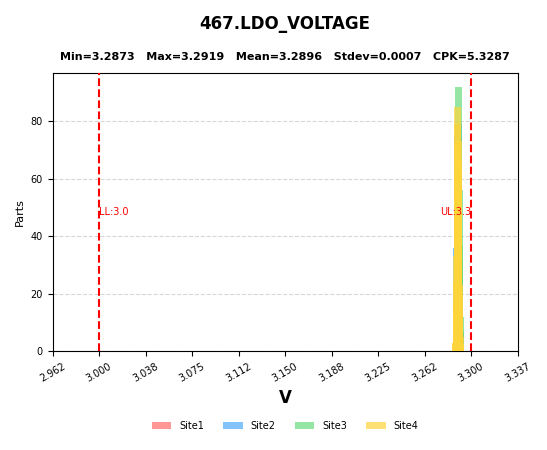 467.LDO_VOLTAGE
Min=3.2873 Max=3.2919 Mean=3.2896 Stdev=0.0007 CPK=5.3287
80
60
40
20
0
Parts
LL:3.0
UL:3.3
2.962 3.000 3.038 3.075 3.112 3.150 3.188 3.225 3.262 3.300 3.337
V
Site1 Site2 Site3 Site4